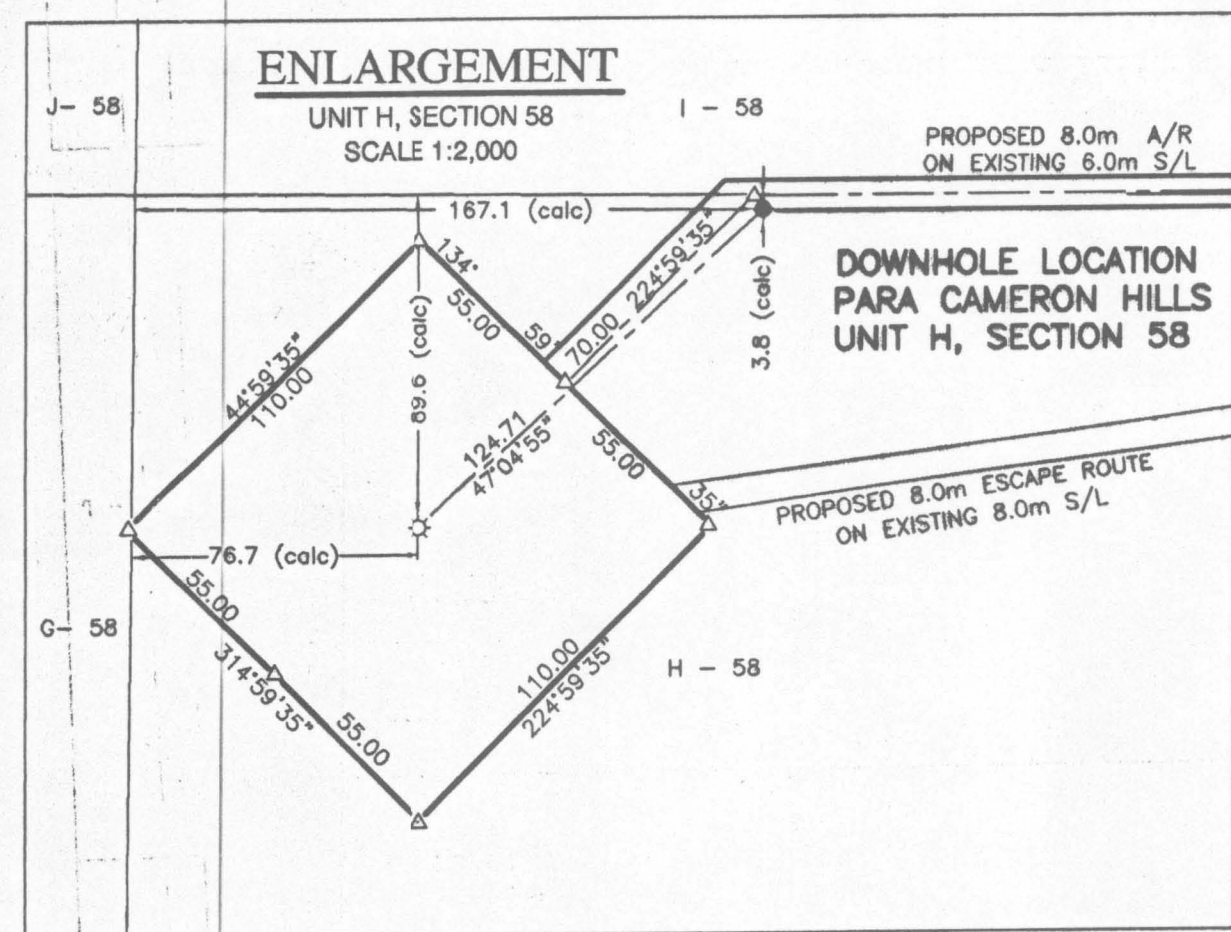 ENLARGEMENT
UNIT H, SECTION 58
SCALE 1:2,000
J- 58
I - 58
PROPOSED 8.0m A/R
ON EXISTING 6.0m S/L
167.1 (calc)
134°
55.00
59'
70.00 224°59'35"
89.6 (calc)
3.8 (calc)
DOWNHOLE LOCATION
PARA CAMERON HILLS
UNIT H, SECTION 58
44°59'35"
110.00
124.71
47°04'55"
55.00
35"
PROPOSED 8.0m ESCAPE ROUTE
ON EXISTING 8.0m S/L
76.7 (calc)
55.00
314°59'35"
55.00
G- 58
110.00
224°59'35"
H - 58